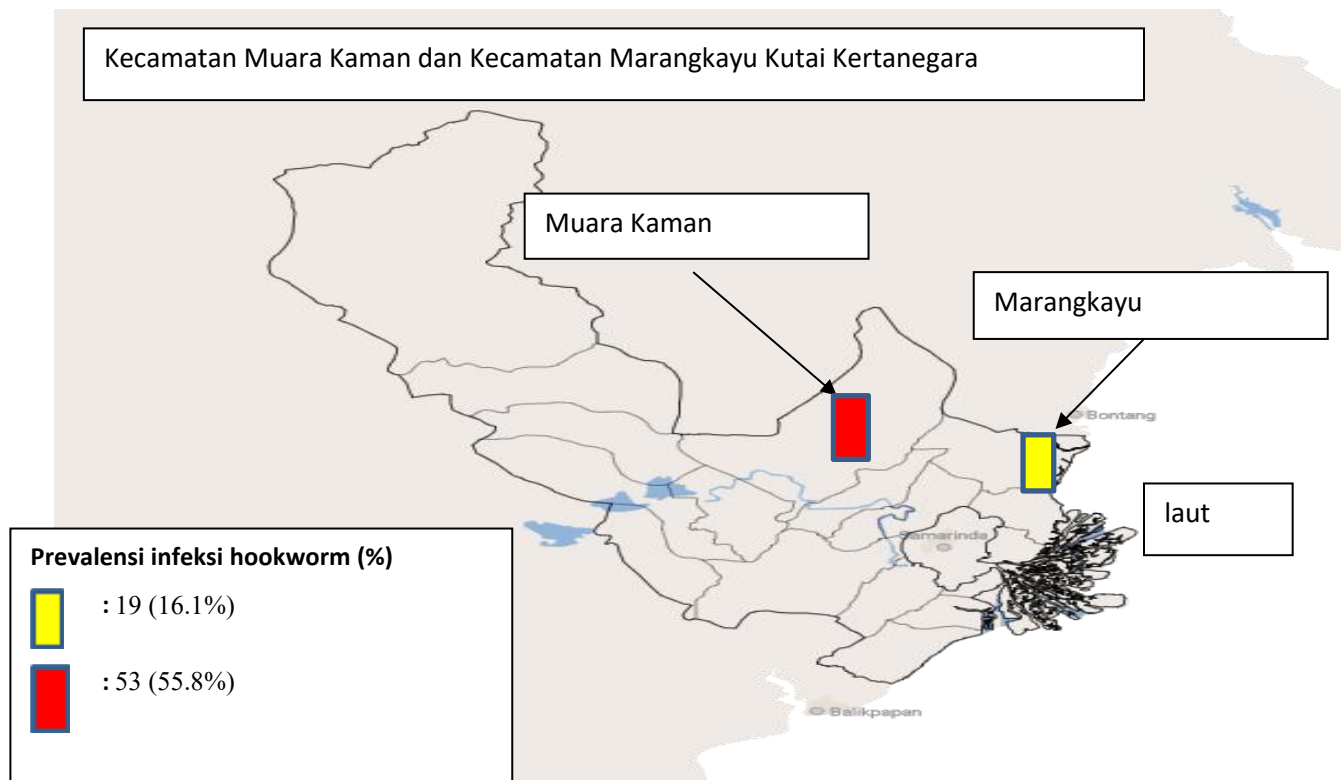 Kecamatan Muara Kaman dan Kecamatan Marangkayu Kutai Kertanegara
Muara Kaman
Marangkayu
Bontang
laut
Samarinda
Prevalensi infeksi hookworm (%)
: 19 (16.1%)
: 53 (55.8%)
Balikpapan